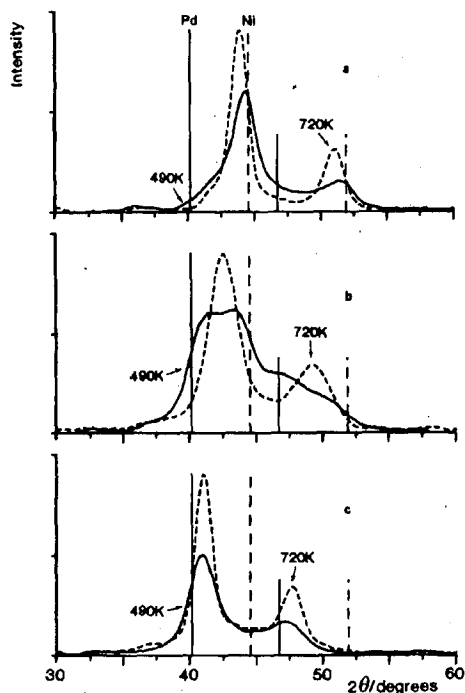 Pd Ni
Intensity
a
720K
490K
b
720K
490K
c
720K
490K
30 40 50 60
2θ/degrees